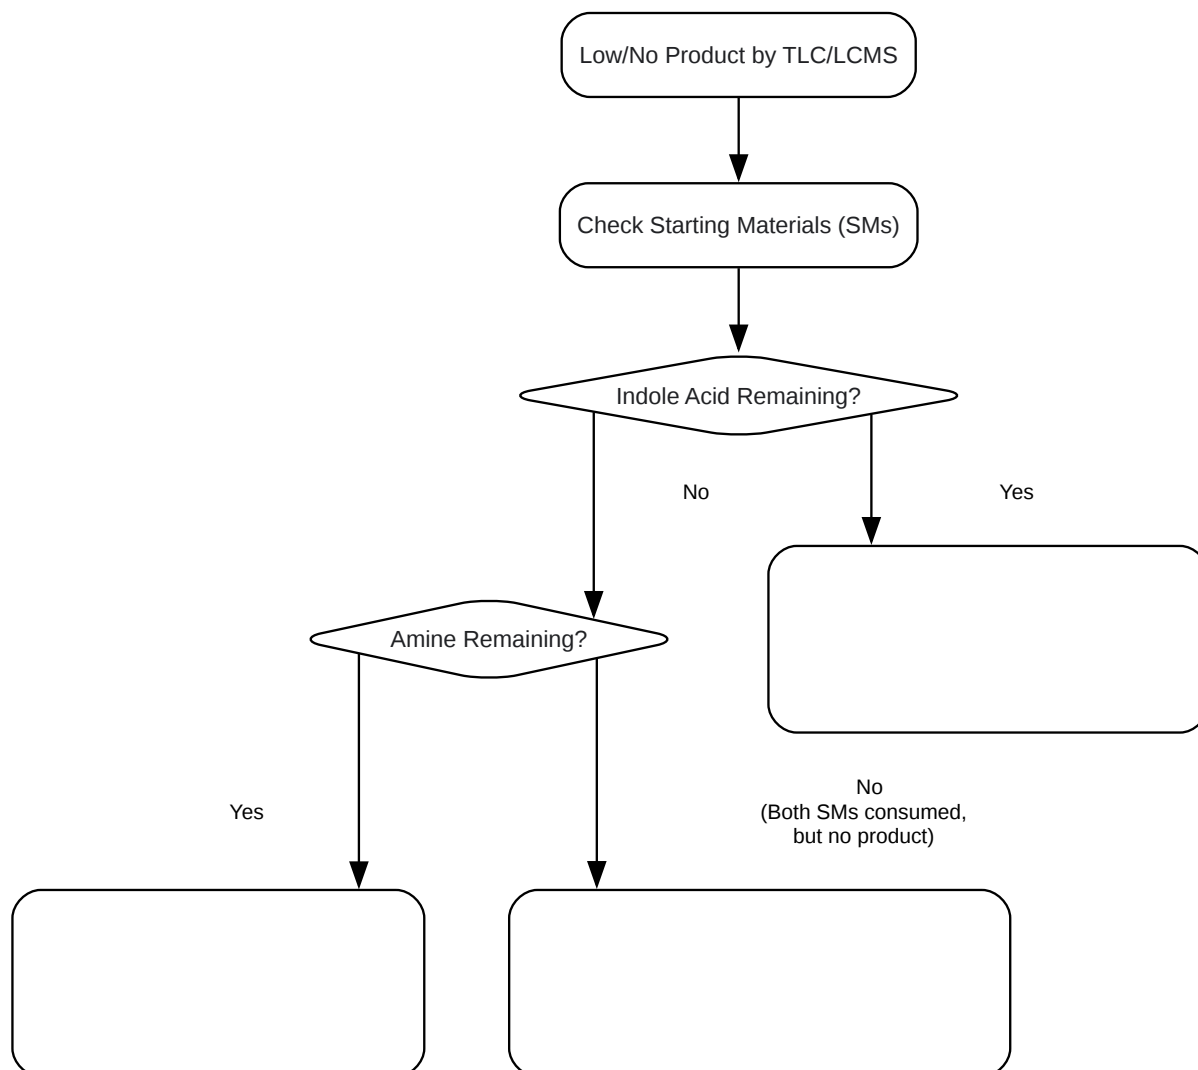 Low/No Product by TLC/LCMS
Check Starting Materials (SMs)
Indole Acid Remaining?
No
Yes
Amine Remaining?
Yes
No
(Both SMs consumed,
but no product)